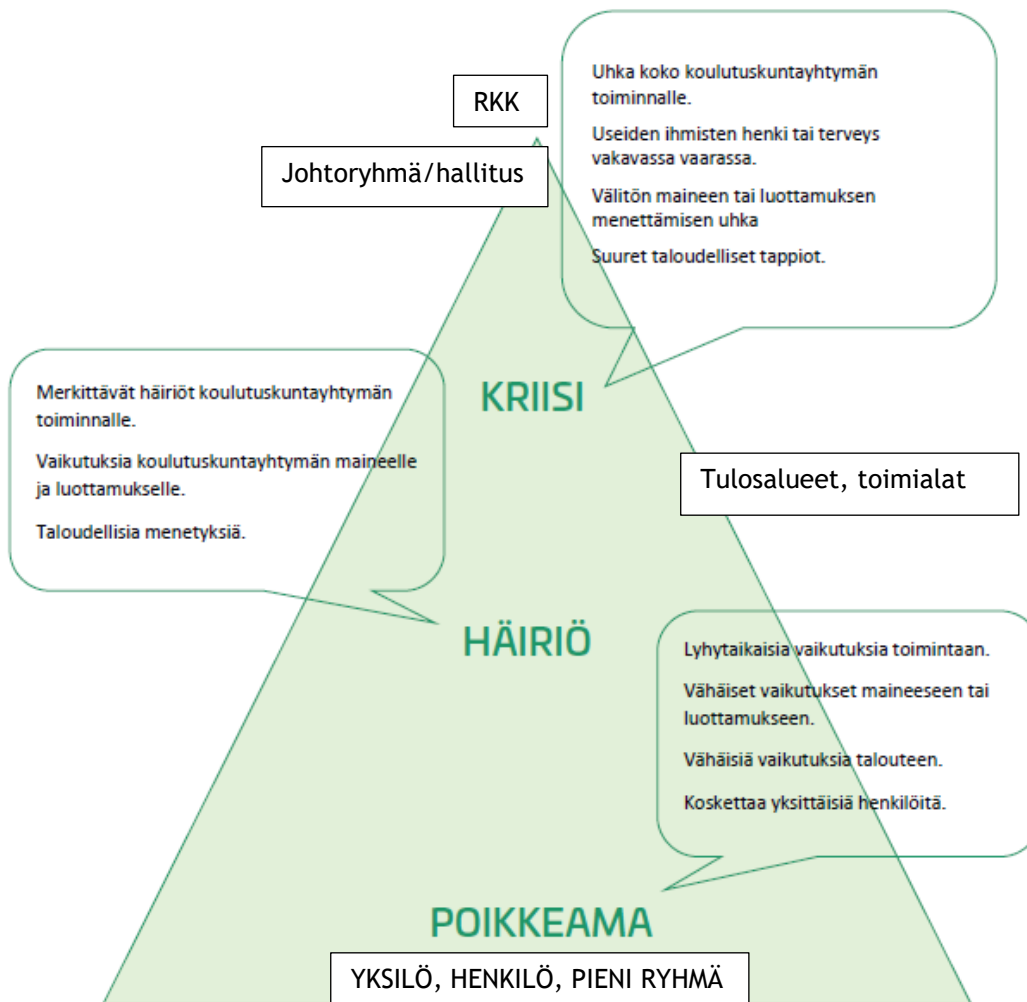 RKK
Johtoryhmä/hallitus
Uhka koko koulutuskuntayhtymän
toiminnalle.
Useiden ihmisten henki tai terveys
vakavassa vaarassa.
Välitön maineen tai luottamuksen
menettämisen uhka
Suuret taloudelliset tappiot.
KRIISI
Merkittävät häiriöt koulutuskuntayhtymän
toiminnalle.
Vaikutuksia koulutuskuntayhtymän maineelle
ja luottamukselle.
Taloudellisia menetyksiä.
Tulosalueet, toimialat
HÄIRIÖ
Lyhytaikaisia vaikutuksia toimintaan.
Vähäiset vaikutukset maineeseen tai
luottamukseen.
Vähäisiä vaikutuksia talouteen.
Koskettaa yksittäisiä henkilöitä.
POIKKEAMA
YKSILÖ, HENKILÖ, PIENI RYHMÄ